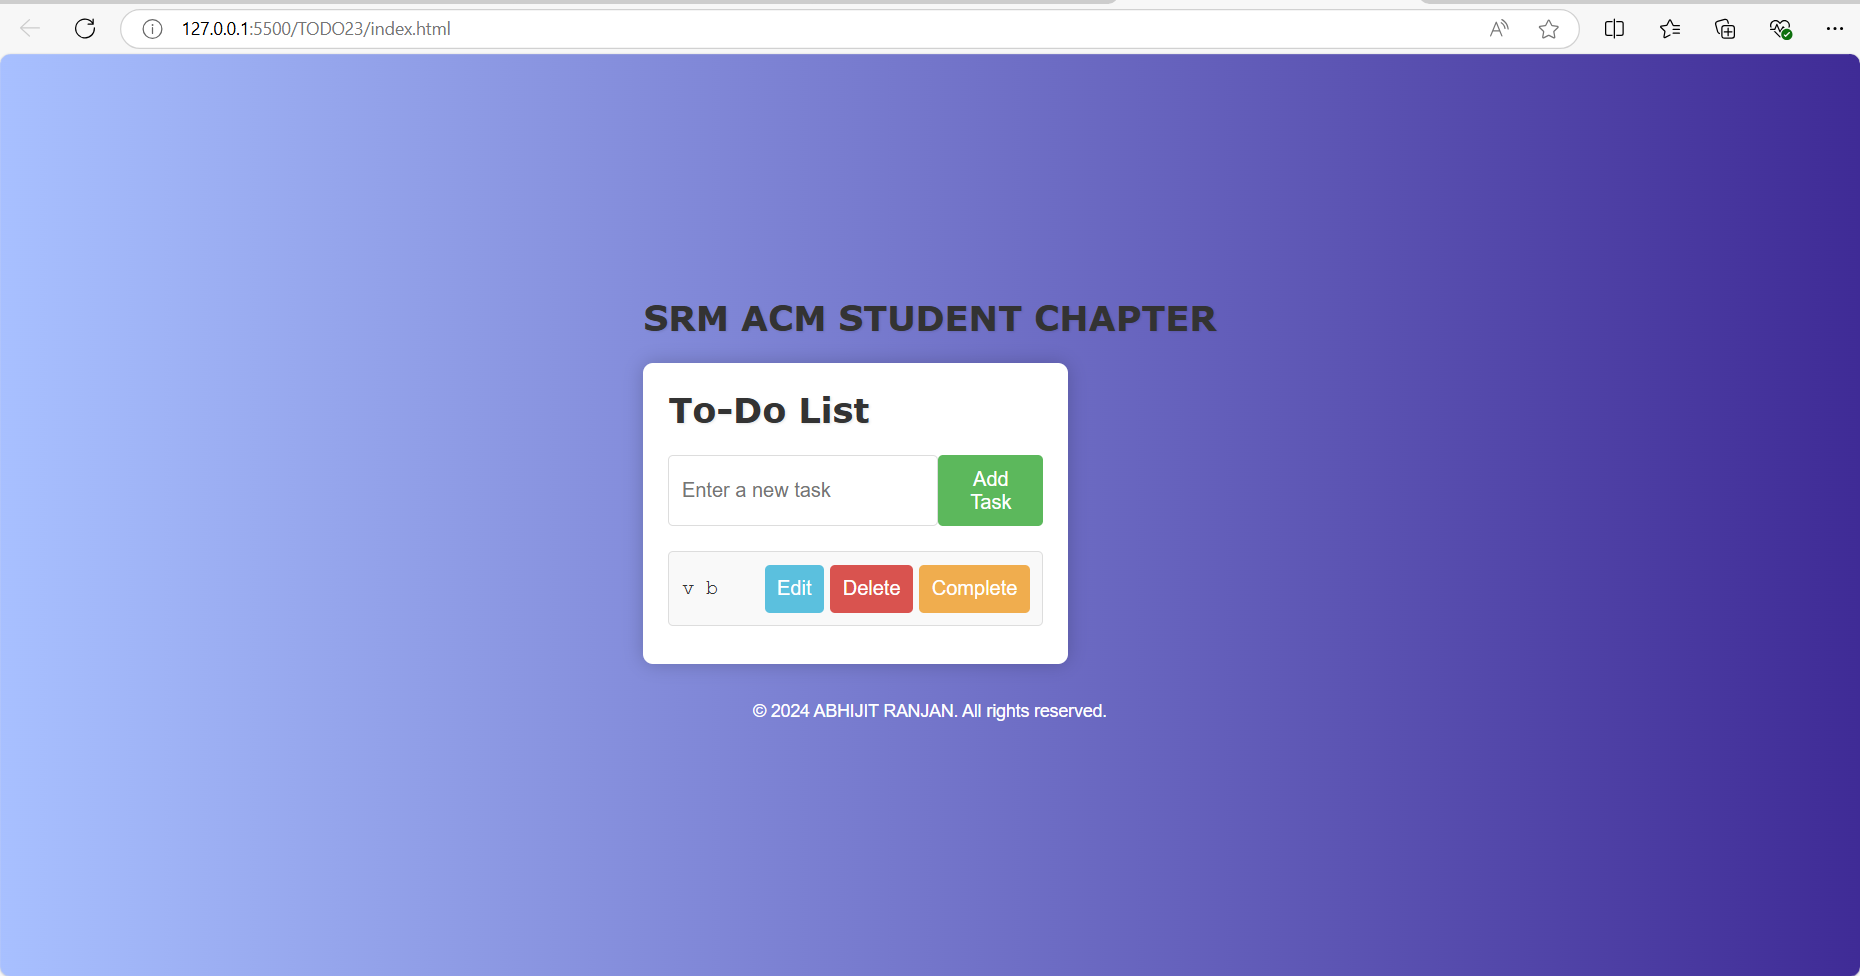 127.0.0.1:5500/TODO23/index.html
SRM ACM STUDENT CHAPTER
To-Do List
Enter a new task
Add
Task
v b Edit Delete Complete
© 2024 ABHIJIT RANJAN. All rights reserved.